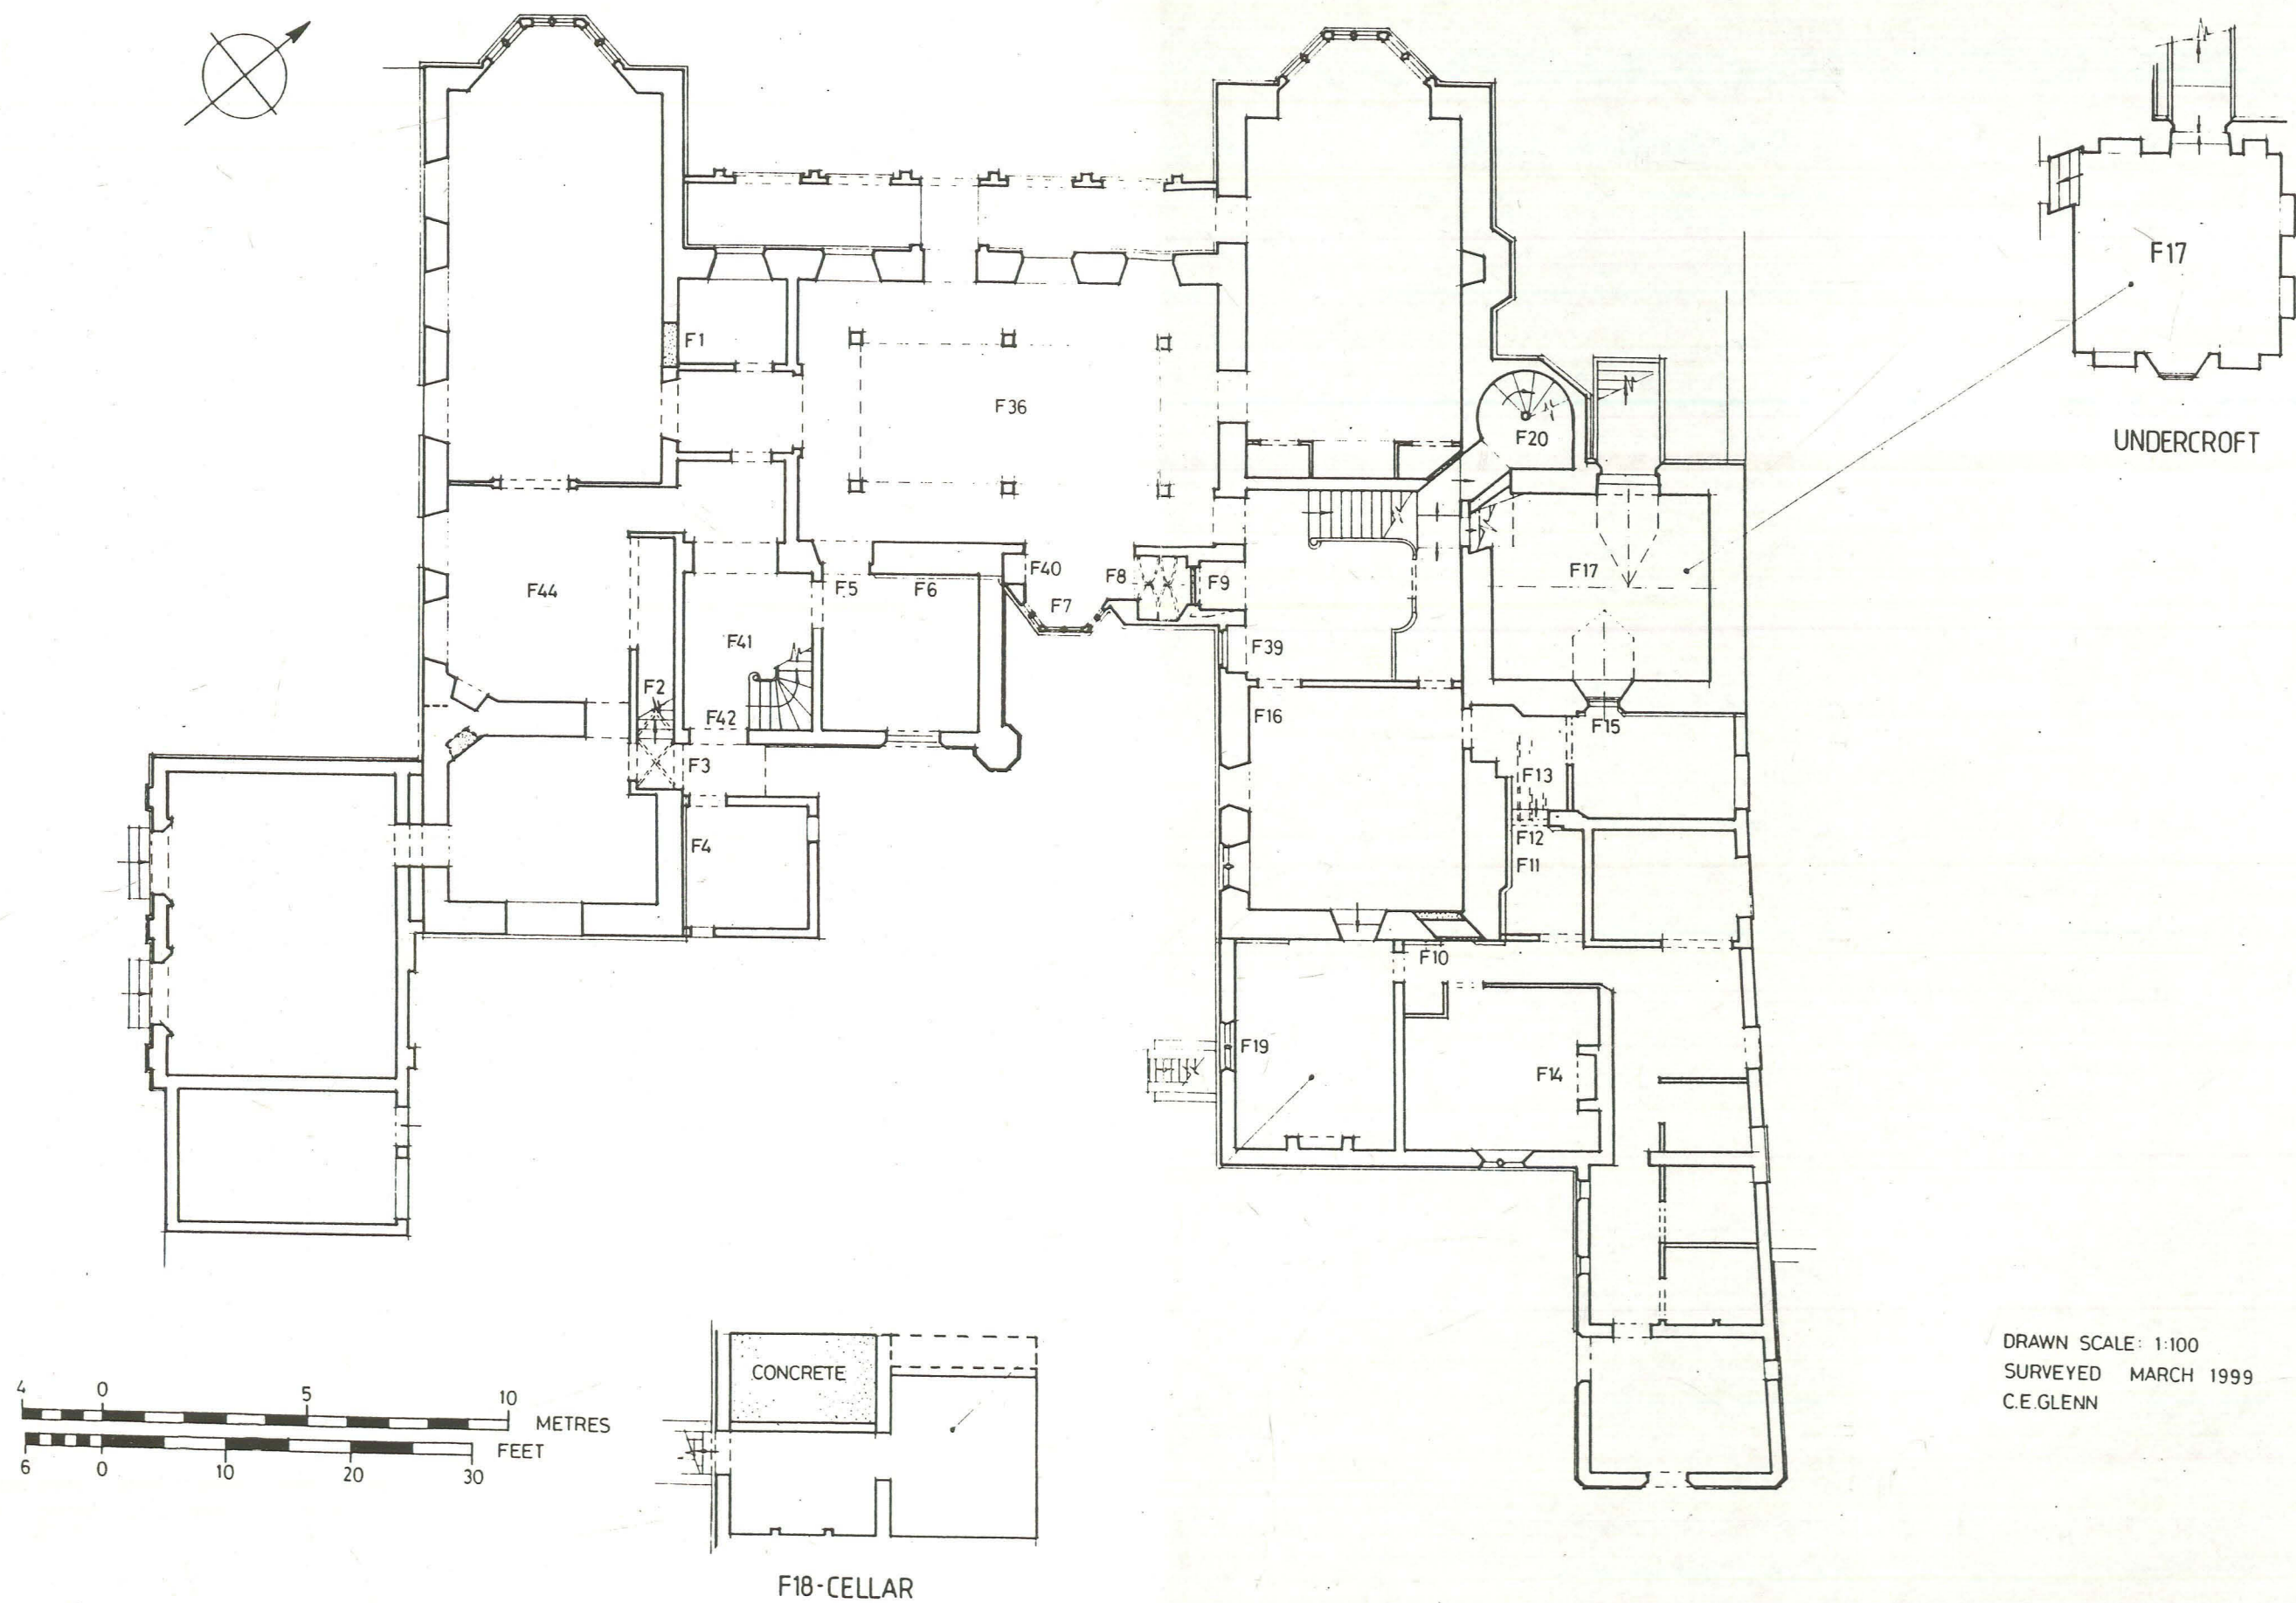 F17
UNDERCROFT
F1
F36
F20
F44
F5
F6
F40
F7
F8
F9
F17
F41
F39
F2
F42
F16
F15
F3
F13
F4
F12
F11
F10
F19
F14
DRAWN SCALE: 1:100
SURVEYED MARCH 1999
C.E.GLENN
CONCRETE
4 0 5 10
METRES
FEET
6 0 10 20 30
F18-CELLAR